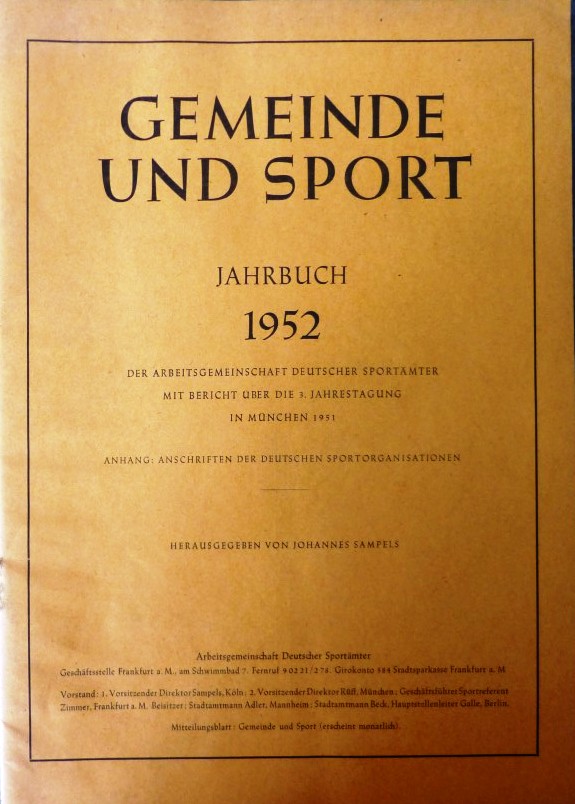 GEMEINDE
UND SPORT
JAHRBUCH
1952
DER ARBEITSGEMEINSCHAFT DEUTSCHER SPORTÄMTER
MIT BERICHT ÜBER DIE 3. JAHRESTAGUNG
IN MÜNCHEN 1951
ANHANG: ANSCHRIFTEN DER DEUTSCHEN SPORTORGANISATIONEN
HERAUSGEGEBEN VON JOHANNES SAMPELS
Arbeitsgemeinschaft Deutscher Sportämter
Geschäftsstelle Frankfurt a. M., am Schwimmbad 7. Fernruf 90231/278. Girokonto 584 Stadtsparkasse Frankfurt a. M
Vorstand: 1. Vorsitzender Direktor Sampels, Köln; 2. Vorsitzender Direktor Rüff, München; Geschäftsführer Sportreferent
Zimmer, Frankfurt a. M. Beisitzer: Stadtamtmann Adler, Mannheim; Stadtamtmann Beck, Hauptstellenleiter Galle, Berlin.
Mitteilungsblatt: Gemeinde und Sport (erscheint monatlich).